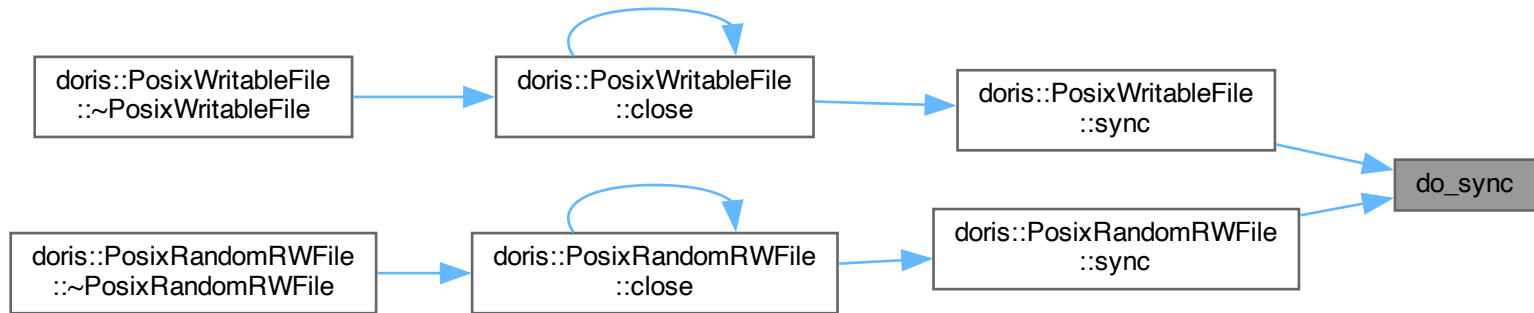 doris::PosixWritableFile
::~PosixWritableFile
doris::PosixWritableFile
::close
doris::PosixWritableFile
::sync
do_sync
doris::PosixRandomRWFile
::~PosixRandomRWFile
doris::PosixRandomRWFile
::close
doris::PosixRandomRWFile
::sync